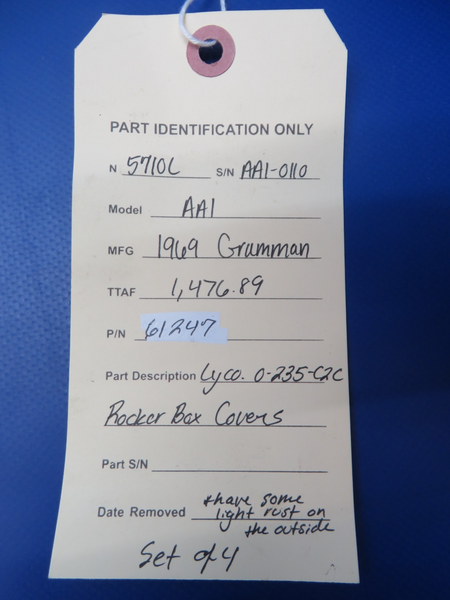 PART IDENTIFICATION ONLY
N 5710L S/N AA1-0110
Model AA1
MFG 1969 Grumman
TTAF 1,476.89
P/N 61247
Part Description Lyco. O-235-C2C
Rocker Box Covers
Part S/N
Date Removed *have some
light rust on
the outside
Set of 4